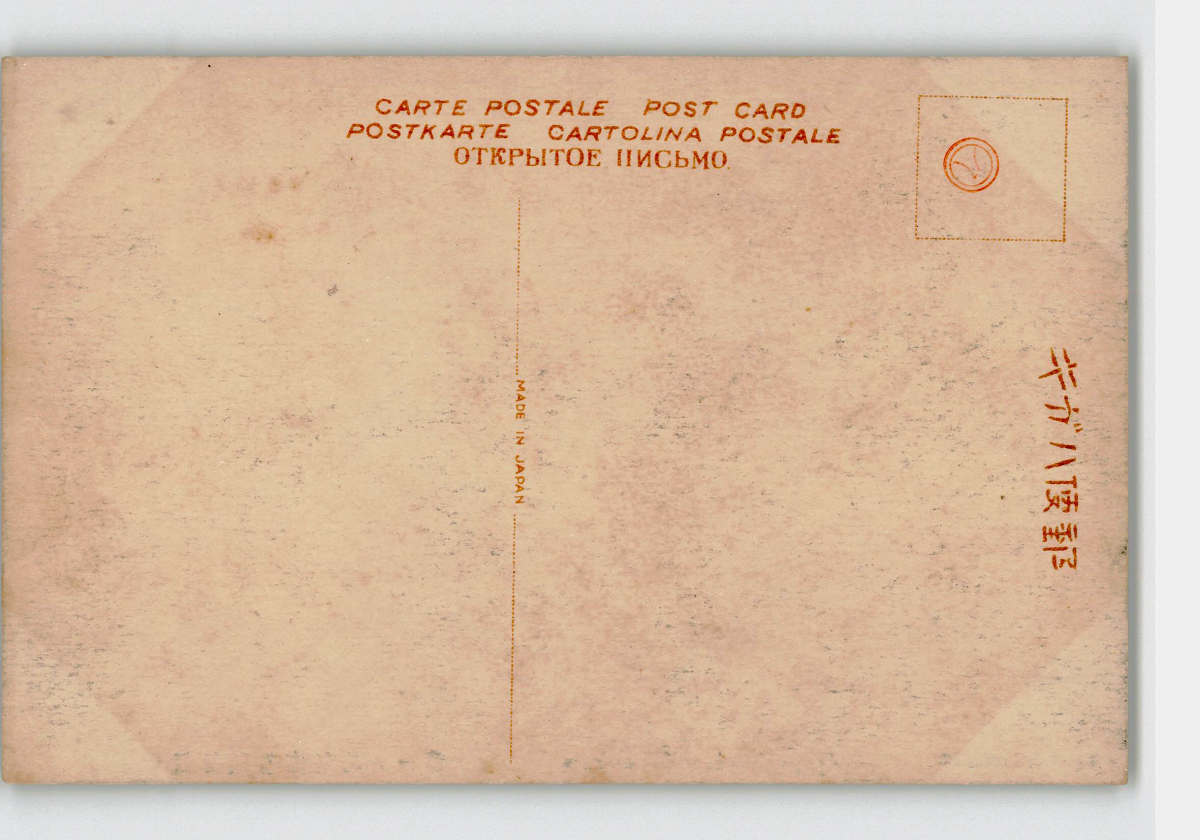 CARTE POSTALE POST CARD
POSTKARTE CARTOLINA POSTALE
ОТКРЫТОЕ ПИСЬМО.
MADE IN JAPAN
郵便ハガキ